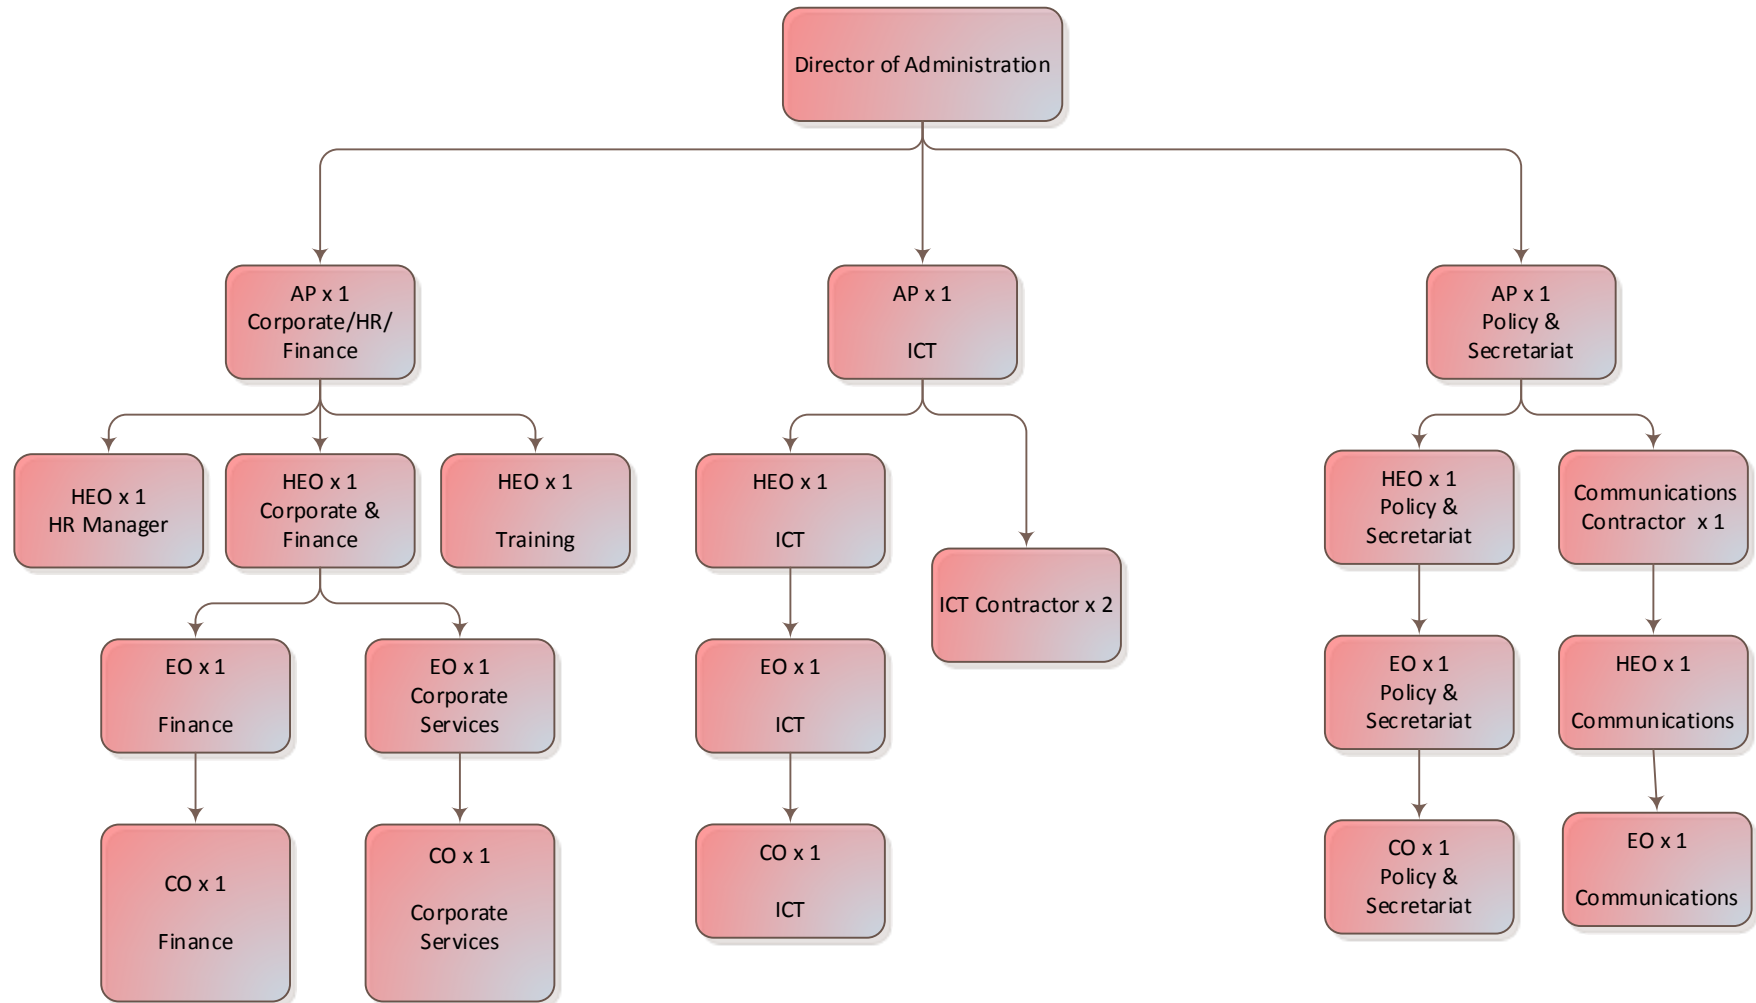 Director of Administration
AP x 1
Corporate/HR/
Finance
AP x 1
ICT
AP x 1
Policy &
Secretariat
HEO x 1
HR Manager
HEO x 1
Corporate &
Finance
HEO x 1
Training
HEO x 1
ICT
ICT Contractor x 2
HEO x 1
Policy &
Secretariat
Communications
Contractor x 1
EO x 1
Finance
EO x 1
Corporate
Services
EO x 1
ICT
EO x 1
Policy &
Secretariat
HEO x 1
Communications
CO x 1
Finance
CO x 1
Corporate
Services
CO x 1
ICT
CO x 1
Policy &
Secretariat
EO x 1
Communications